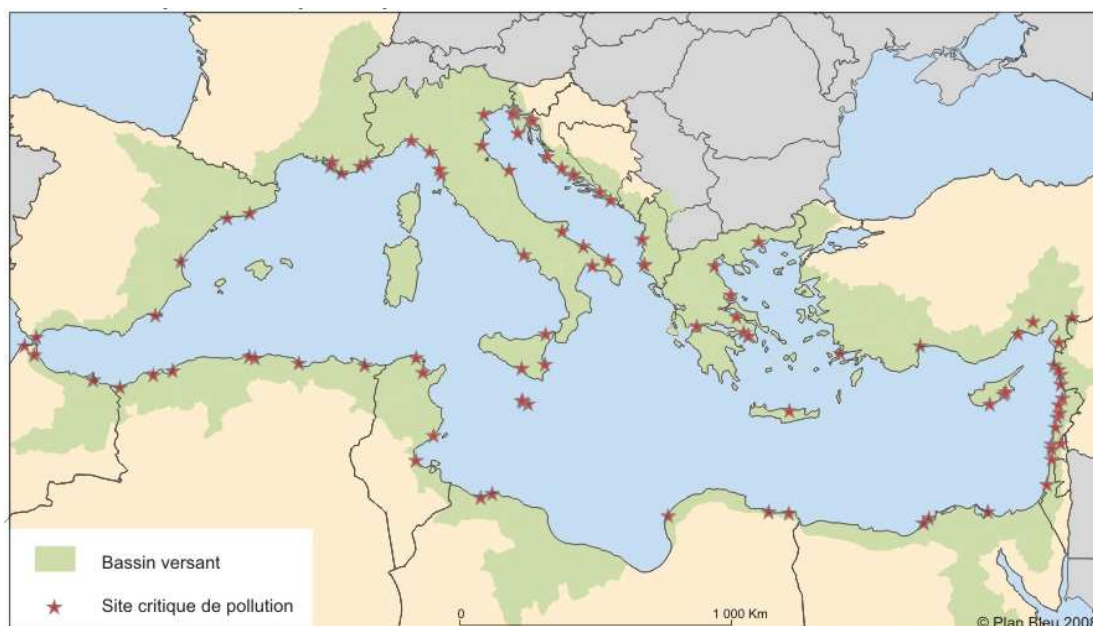 Bassin versant
Site critique de pollution
0
1 000 Km
© Plan Bleu 2008